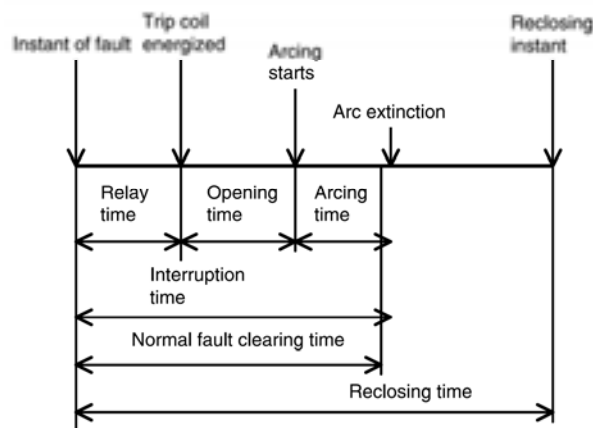 Instant of fault
Trip coil
energized
Arcing
starts
Arc extinction
Reclosing
instant
Relay
time
Opening
time
Arcing
time
Interruption
time
Normal fault clearing time
Reclosing time